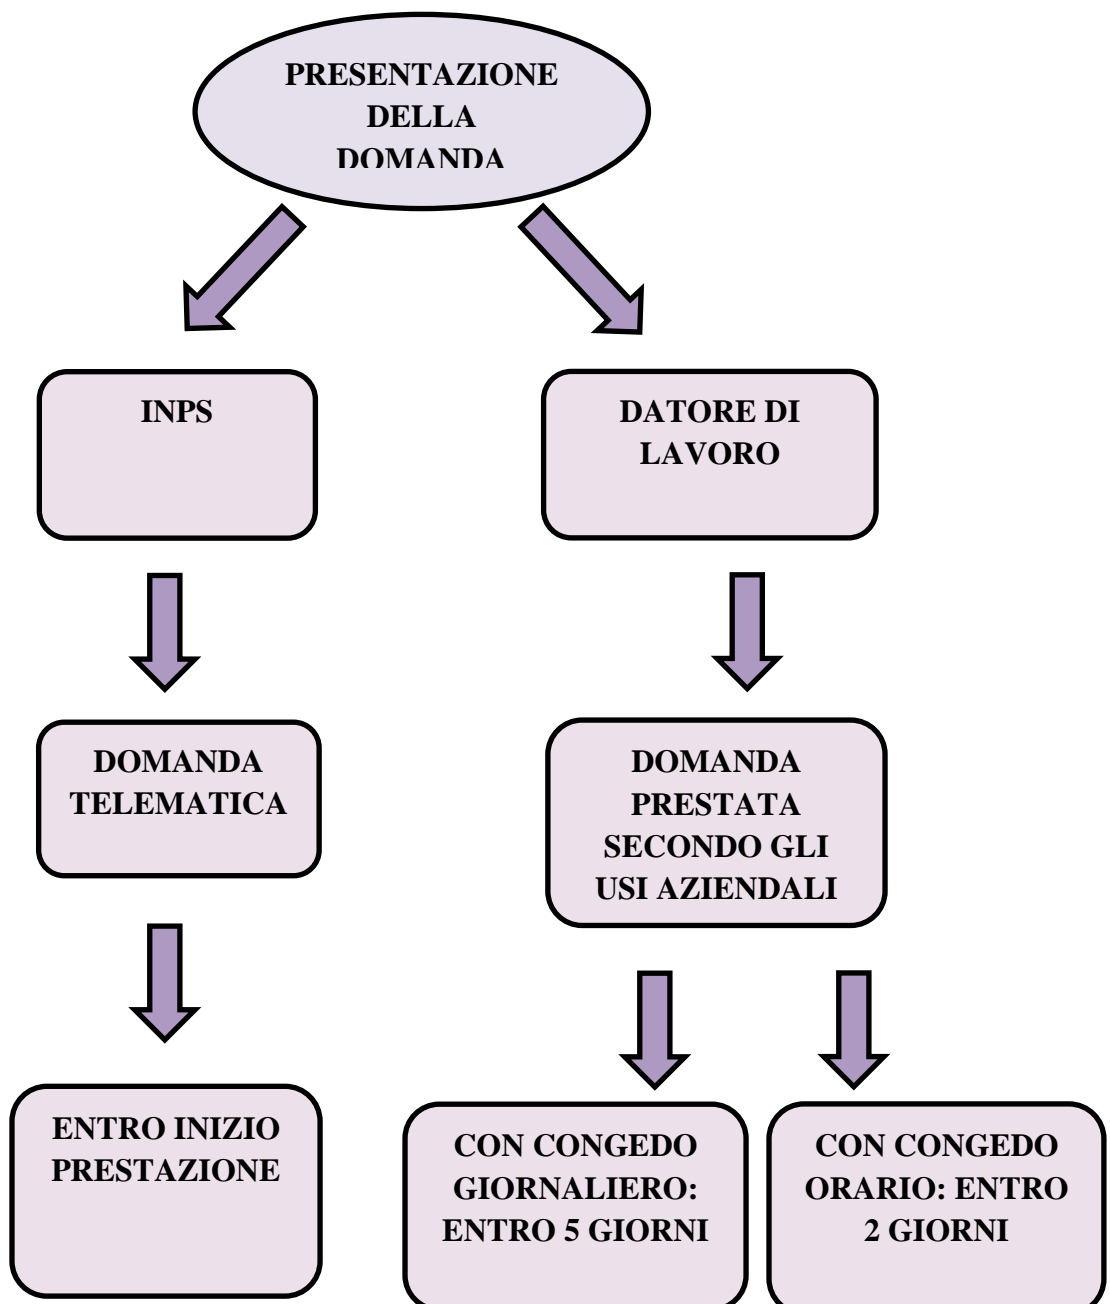 PRESENTAZIONE
DELLA
DOMANDA
INPS
DATORE DI
LAVORO
DOMANDA
TELEMATICA
DOMANDA
PRESTATA
SECONDO GLI
USI AZIENDALI
ENTRO INIZIO
PRESTAZIONE
CON CONGEDO
GIORNALIERO:
ENTRO 5 GIORNI
CON CONGEDO
ORARIO: ENTRO
2 GIORNI